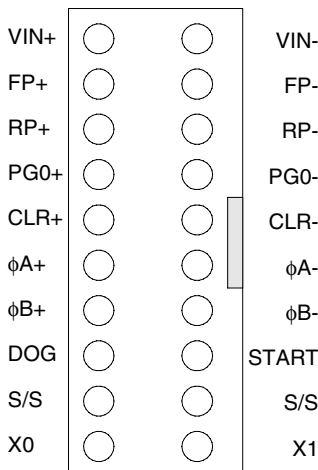 VIN+ VIN-
FP+ FP-
RP+ RP-
PG0+ PG0-
CLR+ CLR-
ϕA+ ϕA-
ϕB+ ϕB-
DOG START
S/S S/S
X0 X1